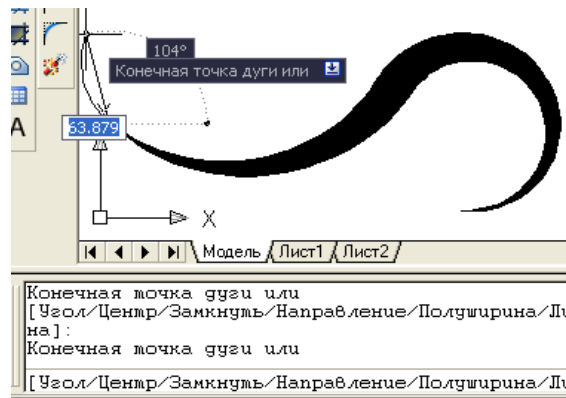 104°
Конечная точка дуги или
63.879
A
X
Модель Лист1 Лист2
Конечная точка дуги или
[Угол/Центр/Замкнуть/Направление/Полуширина/Ли
на]:
Конечная точка дуги или
[Угол/Центр/Замкнуть/Направление/Полуширина/Ли